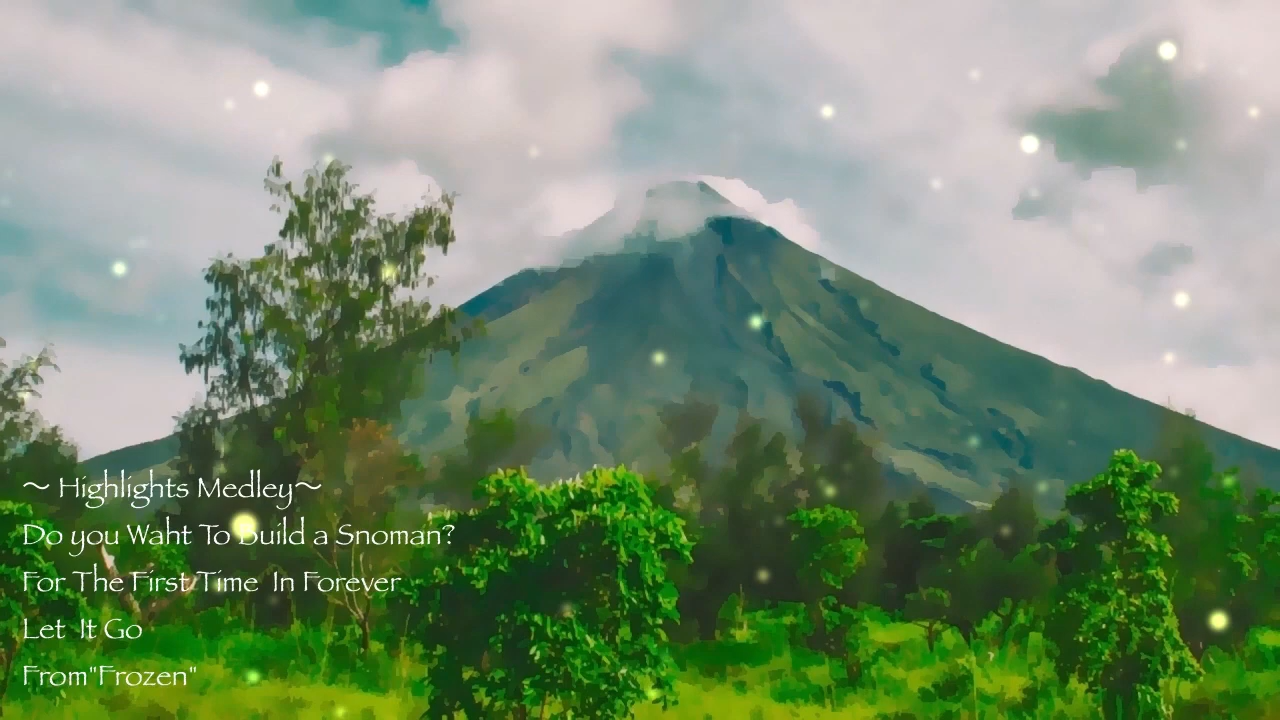 ～ Highlights Medley～
Do you Waht To Build a Snoman?
For The First Time In Forever
Let It Go
From"Frozen"